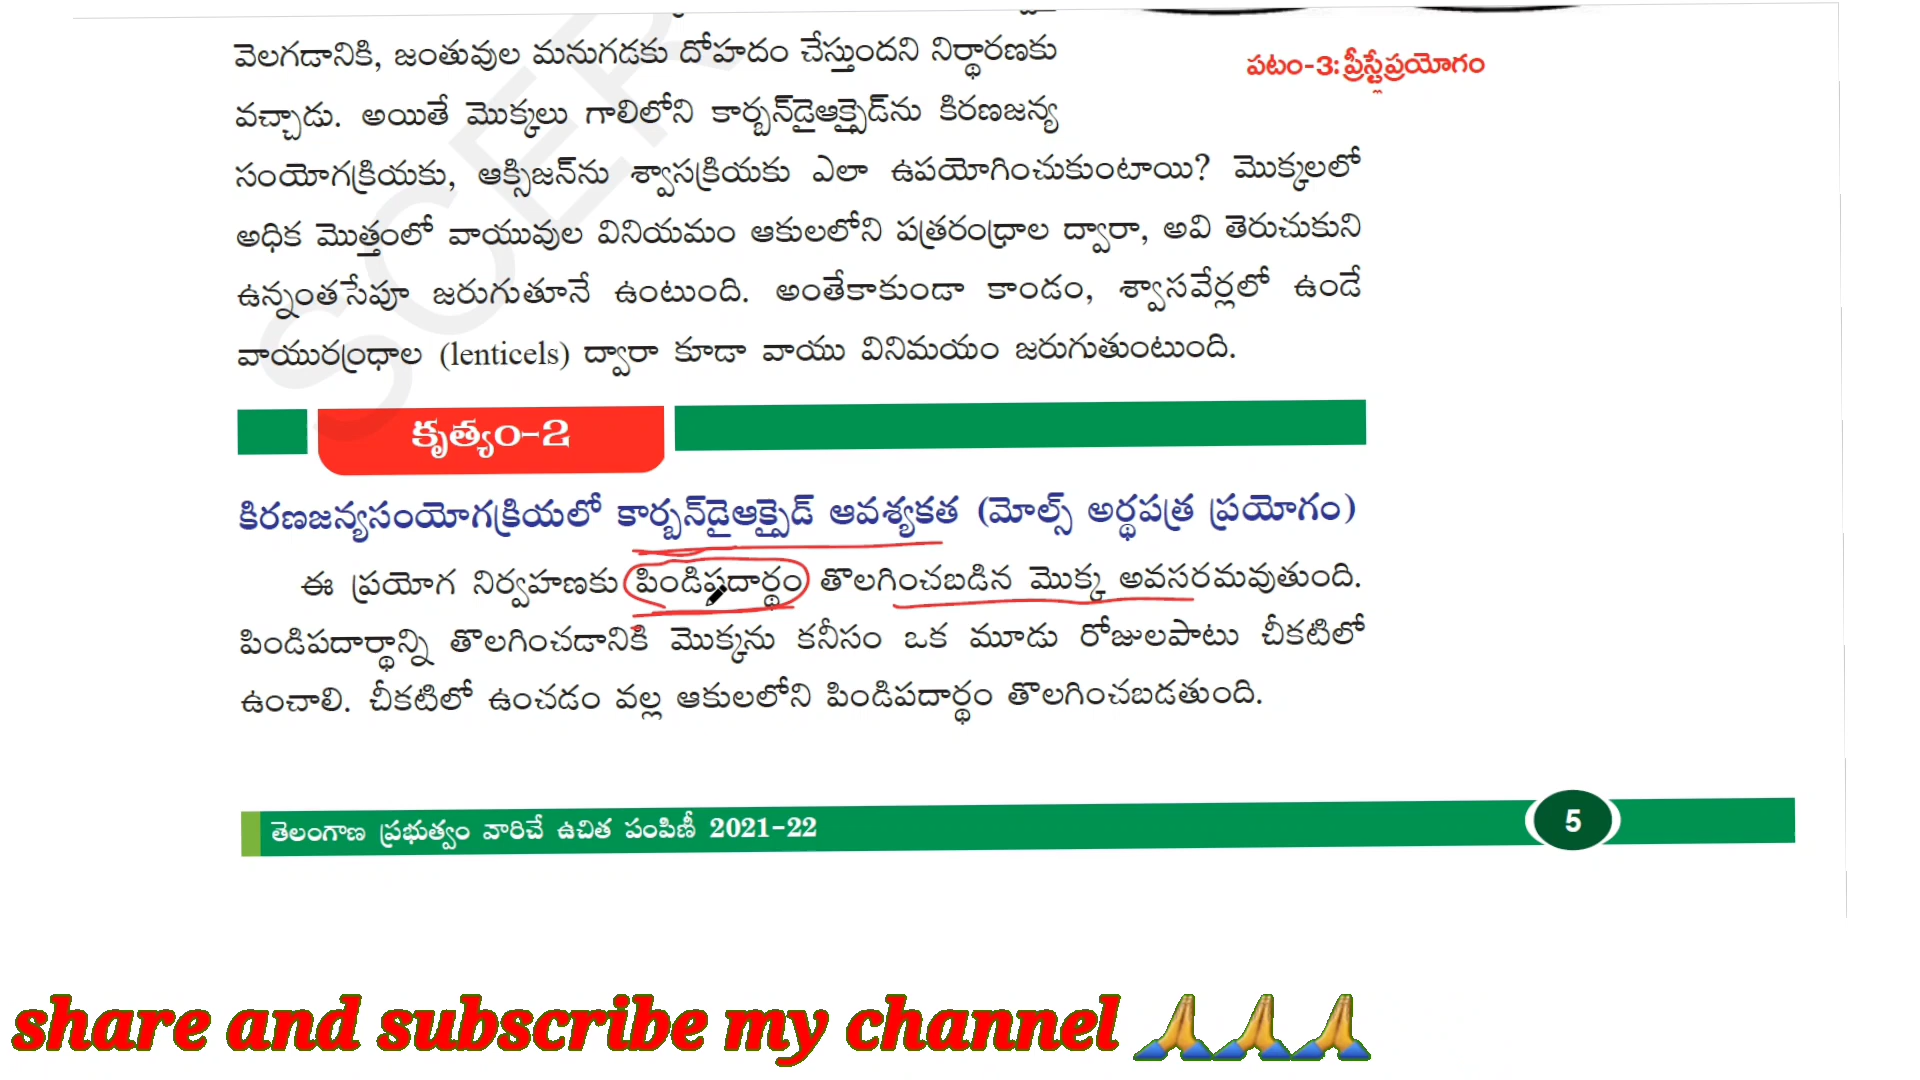 వెలగడానికి, జంతువుల మనుగడకు దోహదం చేస్తుందని నిర్థారణకు
పటం-3: ప్రీస్ట్లేప్రయోగం
వచ్చాడు. అయితే మొక్కలు గాలిలోని కార్బన్‌డైఆక్సైడ్‌ను కిరణజన్య
సంయోగక్రియకు, ఆక్సిజన్‌ను శ్వాసక్రియకు ఎలా ఉపయోగించుకుంటాయి? మొక్కలలో
అధిక మొత్తంలో వాయువుల వినియమం ఆకులలోని పత్రరంధ్రాల ద్వారా, అవి తెరుచుకుని
ఉన్నంతసేపూ జరుగుతూనే ఉంటుంది. అంతేకాకుండా కాండం, శ్వాసవేర్లలో ఉండే
వాయురంధ్రాల (lenticels) ద్వారా కూడా వాయు వినిమయం జరుగుతుంటుంది.
కృత్యం-2
కిరణజన్యసంయోగక్రియలో కార్బన్‌డైఆక్సైడ్ ఆవశ్యకత (మోల్స్ అర్థపత్ర ప్రయోగం)
ఈ ప్రయోగ నిర్వహణకు పిండిపదార్థం తొలగించబడిన మొక్క అవసరమవుతుంది.
పిండిపదార్థాన్ని తొలగించడానికి మొక్కను కనీసం ఒక మూడు రోజులపాటు చీకటిలో
ఉంచాలి. చీకటిలో ఉంచడం వల్ల ఆకులలోని పిండిపదార్థం తొలగించబడతుంది.
తెలంగాణ ప్రభుత్వం వారిచే ఉచిత పంపిణీ 2021-22
5
share and subscribe my channel 🙏🙏🙏